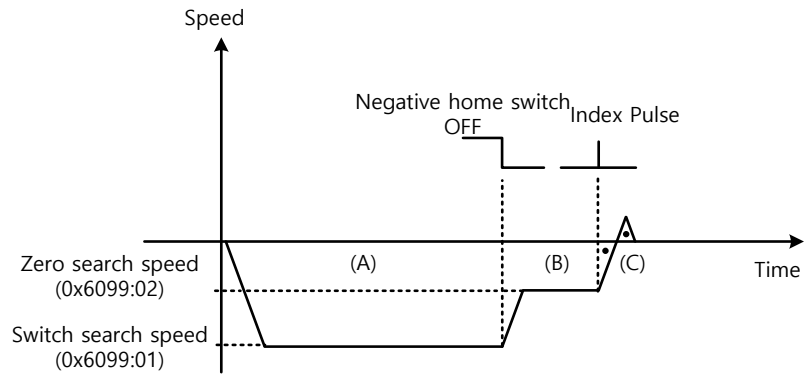 Speed
Negative home switch
OFF
Index Pulse
Zero search speed
(0x6099:02)
(A)
(B)
(C)
Time
Switch search speed
(0x6099:01)